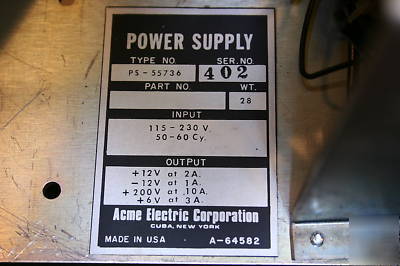 POWER SUPPLY
TYPE NO. SER. NO.
PS-55736 402
PART NO. WT.
28
INPUT
115-230 V.
50-60 Cy.
OUTPUT
+12V at 2A.
-12V at 1A.
+200V at .10A.
+6V at 3A.
Acme Electric Corporation
CUBA, NEW YORK
MADE IN USA A-64582